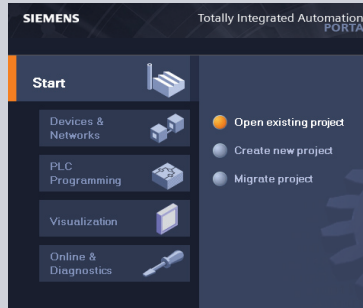 SIEMENS
Totally Integrated Automation
PORTA
Start
Devices &
Networks
PLC
Programming
Visualization
Online &
Diagnostics
Open existing project
Create new project
Migrate project